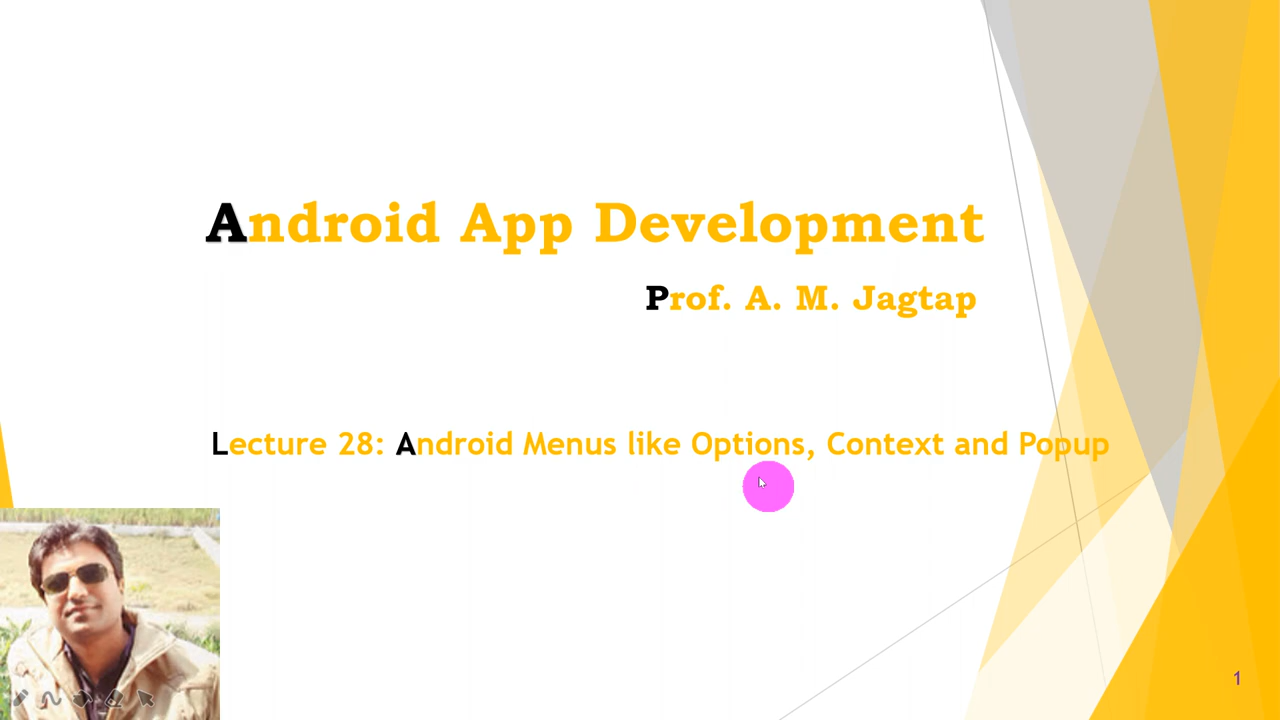 Android App Development
Prof. A. M. Jagtap
Lecture 28: Android Menus like Options, Context and Popup
1